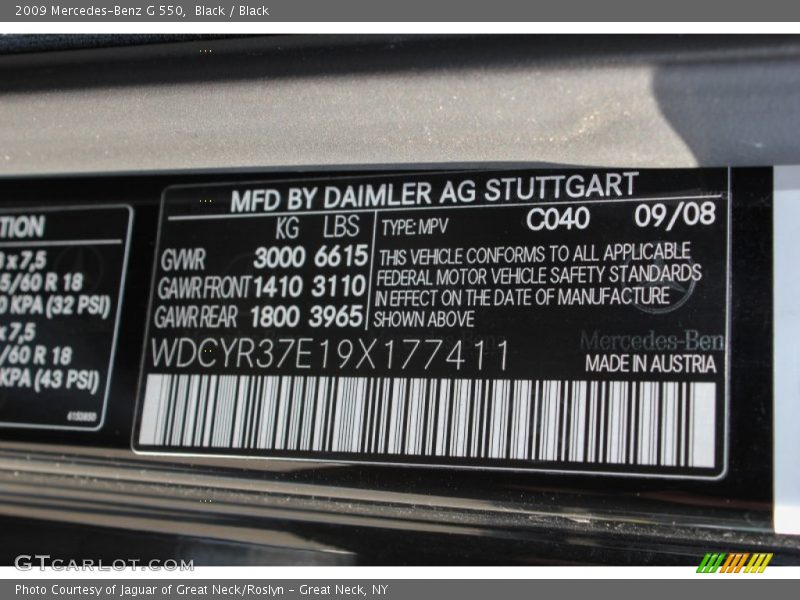 2009 Mercedes-Benz G 550,  Black / Black
TION
x 7,5
5/60 R 18
0 KPA (32 PSI)
x 7,5
/60 R 18
KPA (43 PSI)
MFD BY DAIMLER AG STUTTGART
KG LBS
GVWR 3000 6615
GAWR FRONT 1410 3110
GAWR REAR 1800 3965
TYPE: MPV C040 09/08
THIS VEHICLE CONFORMS TO ALL APPLICABLE
FEDERAL MOTOR VEHICLE SAFETY STANDARDS
IN EFFECT ON THE DATE OF MANUFACTURE
SHOWN ABOVE
Mercedes-Ben
WDCYR37E19X177411
MADE IN AUSTRIA
GTCARLOT.COM
Photo Courtesy of Jaguar of Great Neck/Roslyn - Great Neck, NY